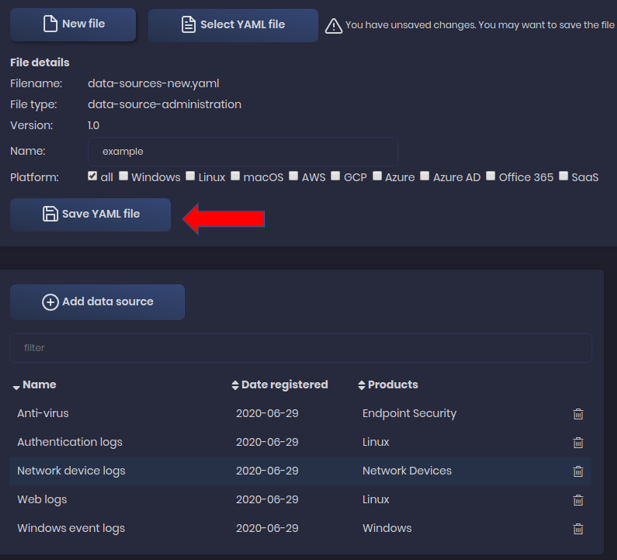 New file Select YAML file You have unsaved changes. You may want to save the file
File details
Filename: data-sources-new.yaml
File type: data-source-administration
Version: 1.0
Name: example
Platform: all Windows Linux macOS AWS GCP Azure Azure AD Office 365 SaaS
Save YAML file
Add data source
filter
Name Date registered Products
Anti-virus 2020-06-29 Endpoint Security
Authentication logs 2020-06-29 Linux
Network device logs 2020-06-29 Network Devices
Web logs 2020-06-29 Linux
Windows event logs 2020-06-29 Windows